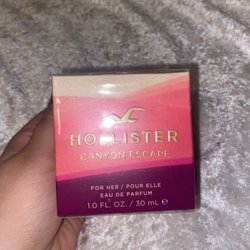 HOLLISTER
CANYON ESCAPE
FOR HER / POUR ELLE
EAU DE PARFUM
1.0 FL. OZ. / 30 ML ℮